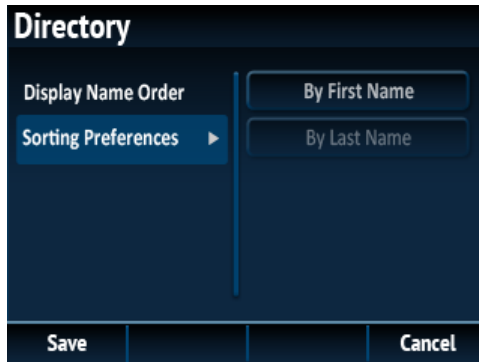 Directory
Display Name Order
By First Name
Sorting Preferences
By Last Name
Save
Cancel